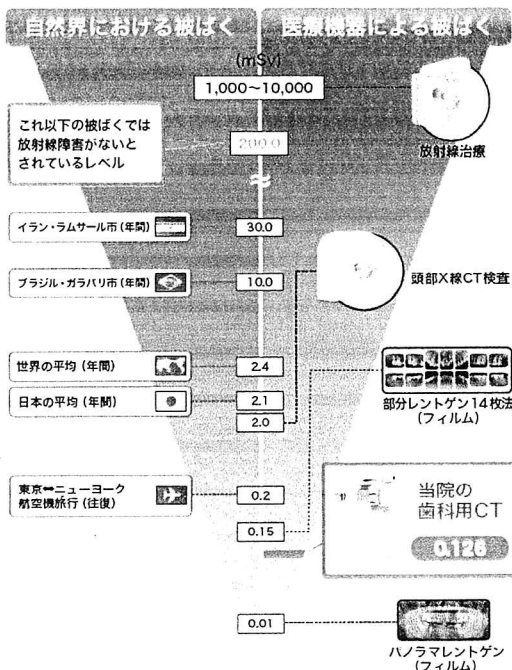 自然界における被ばく
医療機器による被ばく
(mSv)
1,000～10,000
放射線治療
これ以下の被ばくでは
放射線障害がないと
されているレベル
200.0
イラン・ラムサール市(年間)
30.0
頭部X線CT検査
ブラジル・ガラパリ市(年間)
10.0
世界の平均(年間)
2.4
日本の平均(年間)
2.1
2.0
部分レントゲン14枚法
(フィルム)
東京⇔ニューヨーク
航空機旅行(往復)
0.2
0.15
当院の
歯科用CT
0.128
0.01
パノラマレントゲン
(フィルム)